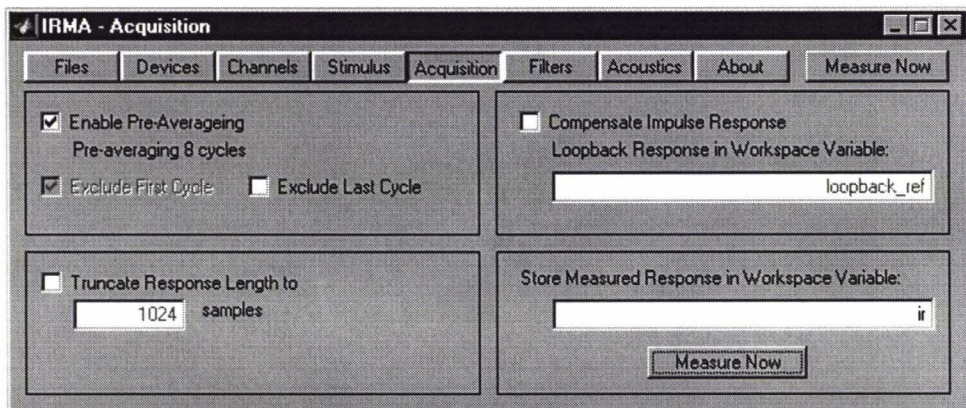 IRMA - Acquisition
Files Devices Channels Stimulus Acquisition Filters Acoustics About Measure Now
Enable Pre-Averageing
Pre-averaging 8 cycles
Exclude First Cycle Exclude Last Cycle
Compensate Impulse Response
Loopback Response in Workspace Variable:
loopback_ref
Truncate Response Length to
1024 samples
Store Measured Response in Workspace Variable:
ir
Measure Now